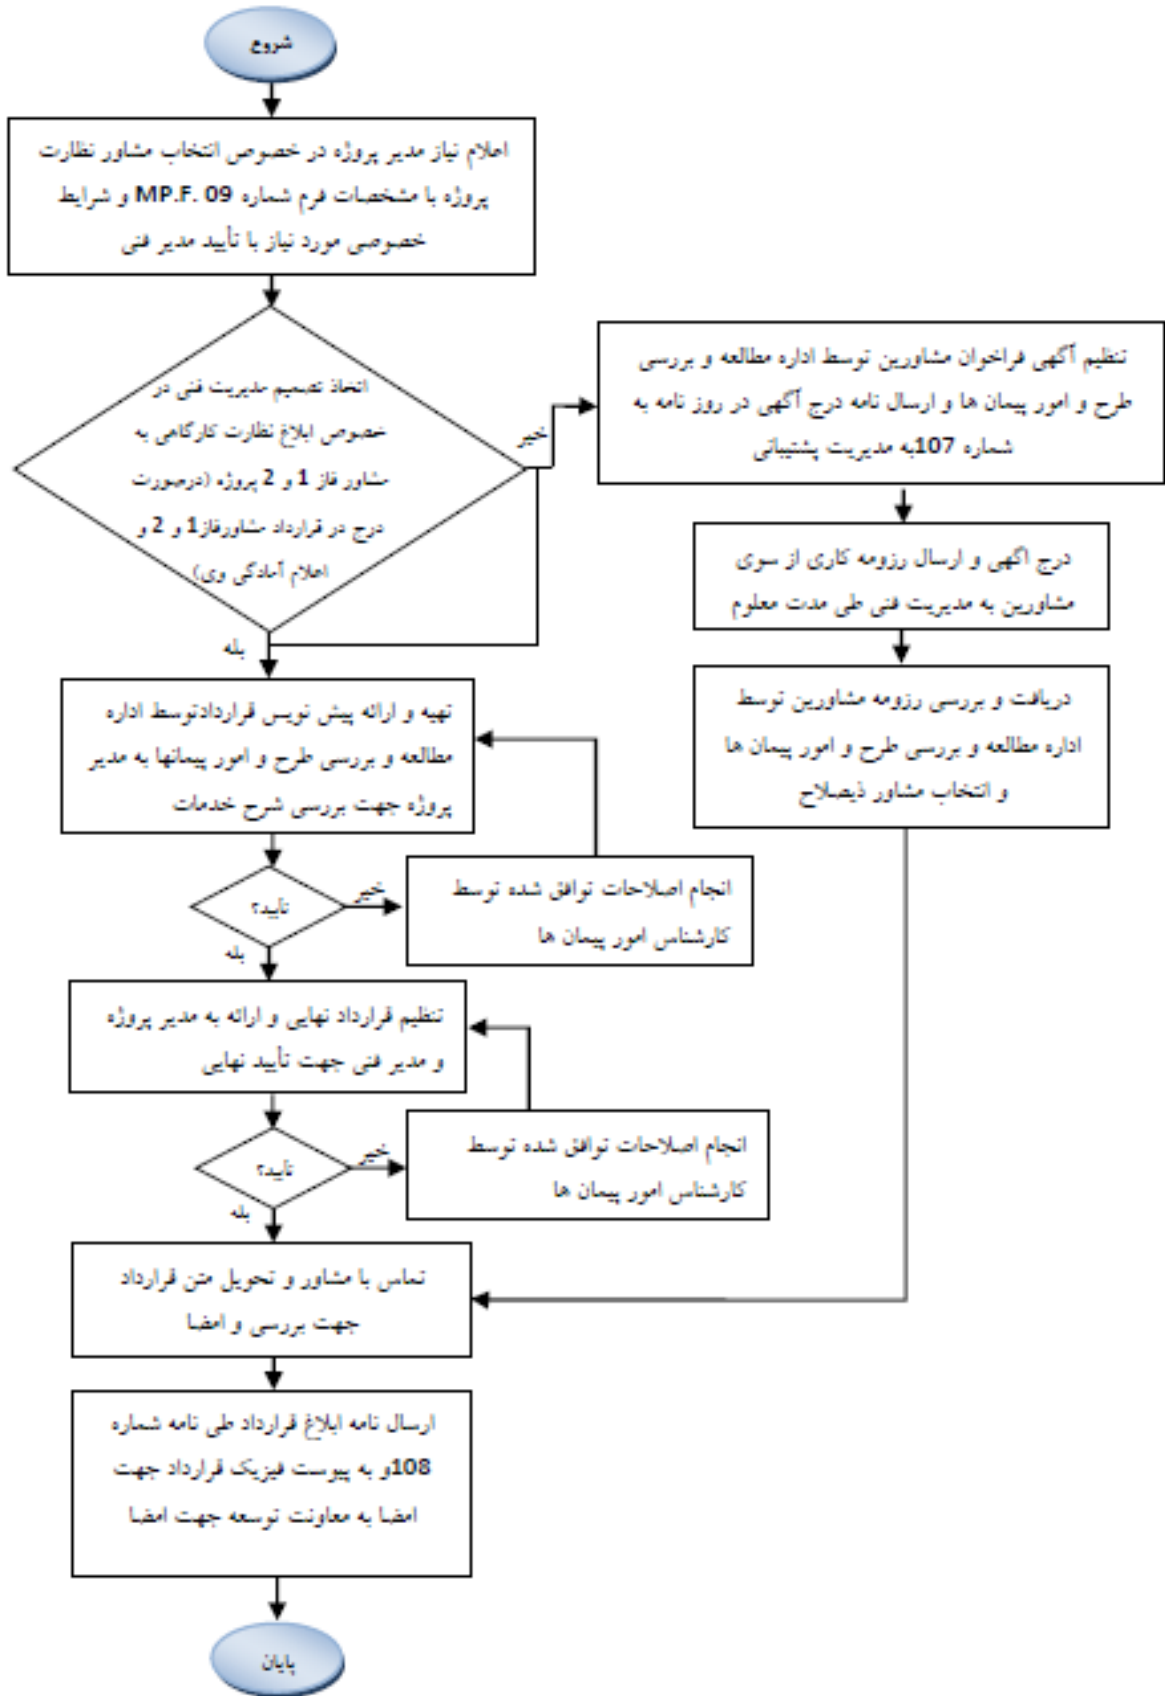 شروع
اعلام نیاز مدیر پروژه در خصوص انتخاب مشاور نظارت
پروژه با مشخصات فرم شماره MP.F. 09 و شرایط
خصوصی مورد نیاز با تأیید مدیر فنی
اتخاذ تصمیم مدیریت فنی در
خصوص ابلاغ نظارت کارگاهی به
مشاور فاز 1 و 2 پروژه (درصورت
درج در قرارداد مشاورفاز1 و 2 و
اعلام آمادگی وی)
خیر
بله
تنظیم آگهی فراخوان مشاورین توسط اداره مطالعه و بررسی
طرح و امور پیمان ها و ارسال نامه درج آگهی در روز نامه به
شماره 107به مدیریت پشتیبانی
درج اگهی و ارسال رزومه کاری از سوی
مشاورین به مدیریت فنی طی مدت معلوم
دریافت و بررسی رزومه مشاورین توسط
اداره مطالعه و بررسی طرح و امور پیمان ها
و انتخاب مشاور ذیصلاح
تهیه و ارائه پیش نویس قراردادتوسط اداره
مطالعه و بررسی طرح و امور پیمانها به مدیر
پروژه جهت بررسی شرح خدمات
تأیید؟
خیر
بله
انجام اصلاحات توافق شده توسط
کارشناس امور پیمان ها
تنظیم قرارداد نهایی و ارائه به مدیر پروژه
و مدیر فنی جهت تأیید نهایی
تأیید؟
خیر
بله
انجام اصلاحات توافق شده توسط
کارشناس امور پیمان ها
تماس با مشاور و تحویل متن قرارداد
جهت بررسی و امضا
ارسال نامه ابلاغ قرارداد طی نامه شماره
108و به پیوست فیزیک قرارداد جهت
امضا به معاونت توسعه جهت امضا
پایان